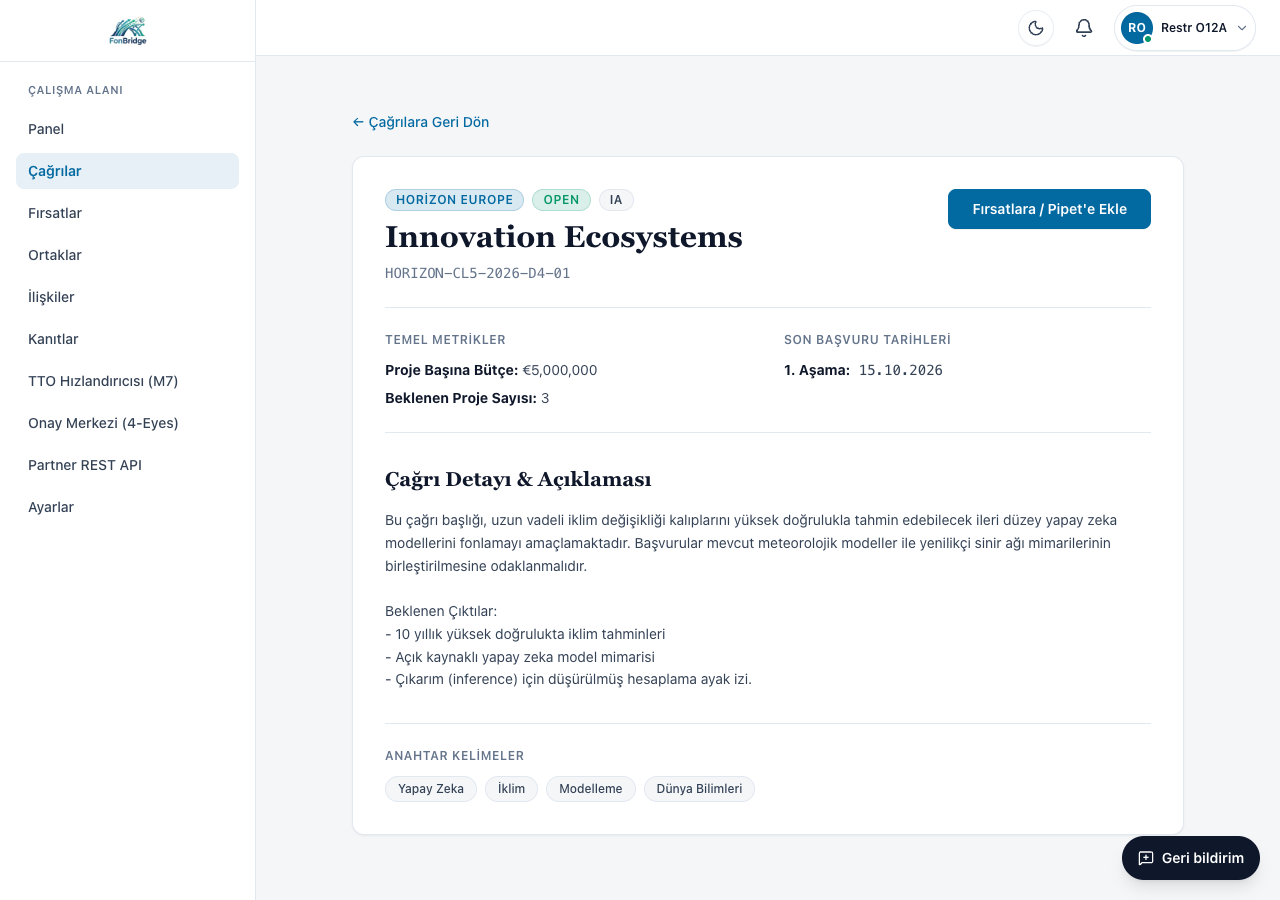 FonBridge
RO
Restr O12A
ÇALIŞMA ALANI
Panel
Çağrılar
Fırsatlar
Ortaklar
İlişkiler
Kanıtlar
TTO Hızlandırıcısı (M7)
Onay Merkezi (4-Eyes)
Partner REST API
Ayarlar
← Çağrılara Geri Dön
HORİZON EUROPE
OPEN
IA
Fırsatlara / Pipet'e Ekle
Innovation Ecosystems
HORIZON-CL5-2026-D4-01
TEMEL METRİKLER
Proje Başına Bütçe: €5,000,000
Beklenen Proje Sayısı: 3
SON BAŞVURU TARİHLERİ
1. Aşama: 15.10.2026
Çağrı Detayı & Açıklaması
Bu çağrı başlığı, uzun vadeli iklim değişikliği kalıplarını yüksek doğrulukla tahmin edebilecek ileri düzey yapay zeka
modellerini fonlamayı amaçlamaktadır. Başvurular mevcut meteorolojik modeller ile yenilikçi sinir ağı mimarilerinin
birleştirilmesine odaklanmalıdır.
Beklenen Çıktılar:
- 10 yıllık yüksek doğrulukta iklim tahminleri
- Açık kaynaklı yapay zeka model mimarisi
- Çıkarım (inference) için düşürülmüş hesaplama ayak izi.
ANAHTAR KELİMELER
Yapay Zeka
İklim
Modelleme
Dünya Bilimleri
Geri bildirim